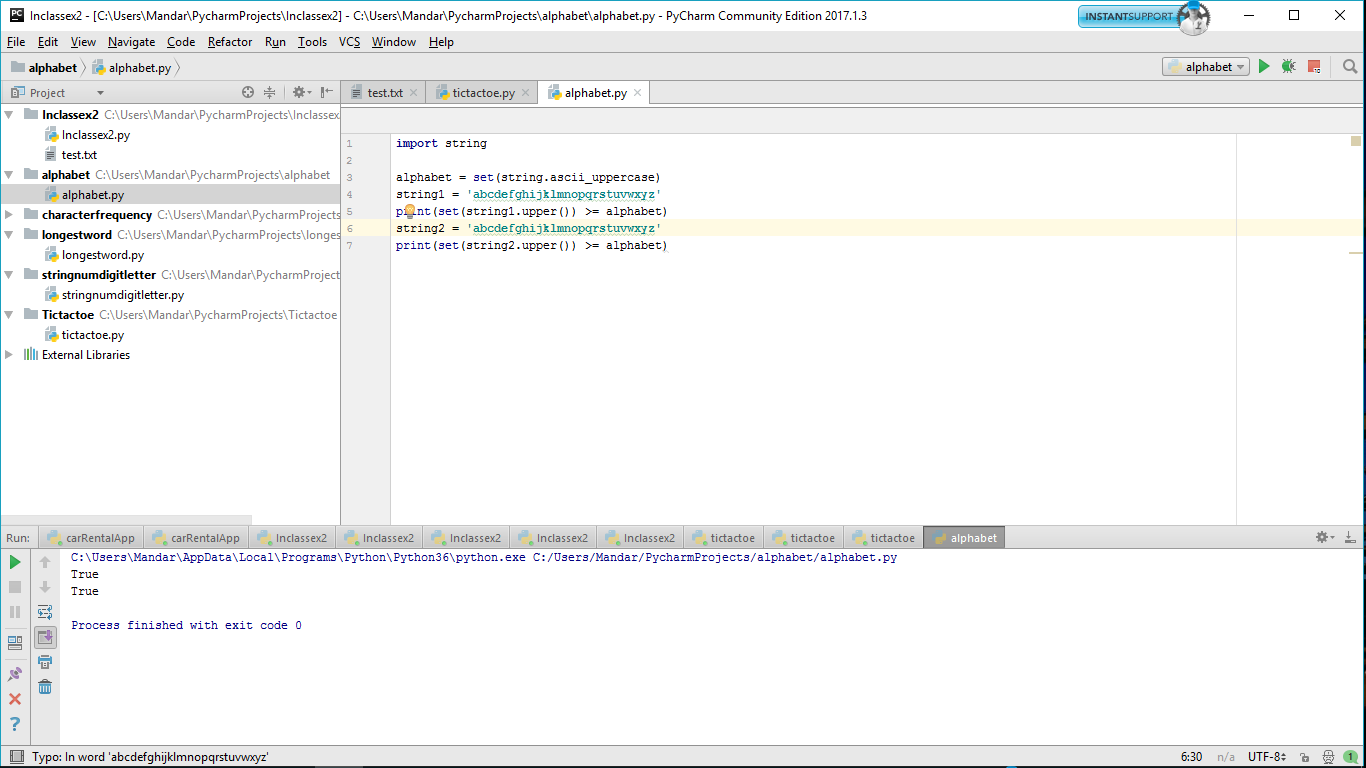 Inclassex2 - [C:\Users\Mandar\PycharmProjects\Inclassex2] - C:\Users\Mandar\PycharmProjects\alphabet\alphabet.py - PyCharm Community Edition 2017.1.3
INSTANTSUPPORT
File Edit View Navigate Code Refactor Run Tools VCS Window Help
alphabet alphabet.py
alphabet
Project
test.txt tictactoe.py alphabet.py
Inclassex2 C:\Users\Mandar\PycharmProjects\Inclassex
Inclassex2.py
test.txt
alphabet C:\Users\Mandar\PycharmProjects\alphabet
alphabet.py
characterfrequency C:\Users\Mandar\PycharmProjects
longestword C:\Users\Mandar\PycharmProjects\longes
longestword.py
stringnumdigitletter C:\Users\Mandar\PycharmProject
stringnumdigitletter.py
Tictactoe C:\Users\Mandar\PycharmProjects\Tictactoe
tictactoe.py
External Libraries
1 import string
2
3 alphabet = set(string.ascii_uppercase)
4 string1 = 'abcdefghijklmnopqrstuvwxyz'
5 print(set(string1.upper()) >= alphabet)
6 string2 = 'abcdefghijklmnopqrstuvwxyz'
7 print(set(string2.upper()) >= alphabet)
Run: carRentalApp carRentalApp Inclassex2 Inclassex2 Inclassex2 Inclassex2 Inclassex2 tictactoe tictactoe tictactoe alphabet
C:\Users\Mandar\AppData\Local\Programs\Python\Python36\python.exe C:/Users/Mandar/PycharmProjects/alphabet/alphabet.py
True
True
Process finished with exit code 0
Typo: In word 'abcdefghijklmnopqrstuvwxyz'
6:30 n/a UTF-8 1